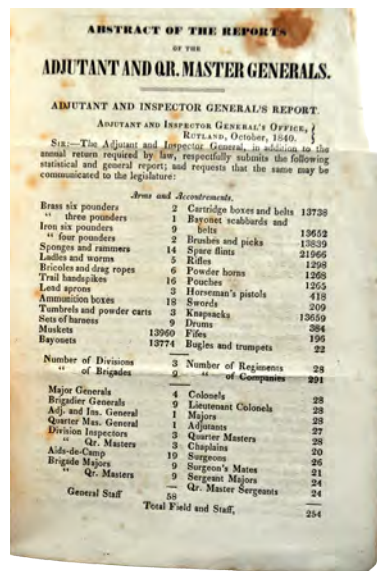 ABSTRACT OF THE REPORTS
OF THE
ADJUTANT AND QR. MASTER GENERALS.
ADJUTANT AND INSPECTOR GENERAL'S REPORT.
ADJUTANT AND INSPECTOR GENERAL'S OFFICE, }
RUTLAND, October, 1840. }
SIR:—The Adjutant and Inspector General, in addition to the
annual return required by law, respectfully submits the following
statistical and general report; and requests that the same may be
communicated to the legislature:
Arms and Accoutrements.
Brass six pounders 2
" three pounders 1
Iron six pounders 9
" four pounders 2
Sponges and rammers 14
Ladles and worms 5
Bricoles and drag ropes 6
Trail handspikes 16
Lead aprons 3
Ammunition boxes 18
Tumbrels and powder carts 3
Sets of harness 9
Muskets 13960
Bayonets 13774
Cartridge boxes and belts 13738
Bayonet scabbards and
belts 13652
Brushes and picks 13839
Spare flints 21966
Rifles 1298
Powder horns 1268
Pouches 1265
Horseman's pistols 418
Swords 209
Knapsacks 13659
Drums 384
Fifes 196
Bugles and trumpets 22
Number of Divisions 3
" of Brigades 9
Number of Regiments 28
" of Companies 291
Major Generals 4
Brigadier Generals 9
Adj. and Ins. General 1
Quarter Mas. General 1
Division Inspectors 3
" Qr. Masters 3
Aids-de-Camp 19
Brigade Majors 9
" Qr. Masters 9
General Staff 58
Colonels 28
Lieutenant Colonels 28
Majors 28
Adjutants 27
Quarter Masters 28
Chaplains 20
Surgeons 26
Surgeon's Mates 21
Sergeant Majors 24
Qr. Master Sergeants 24
Total Field and Staff, 254